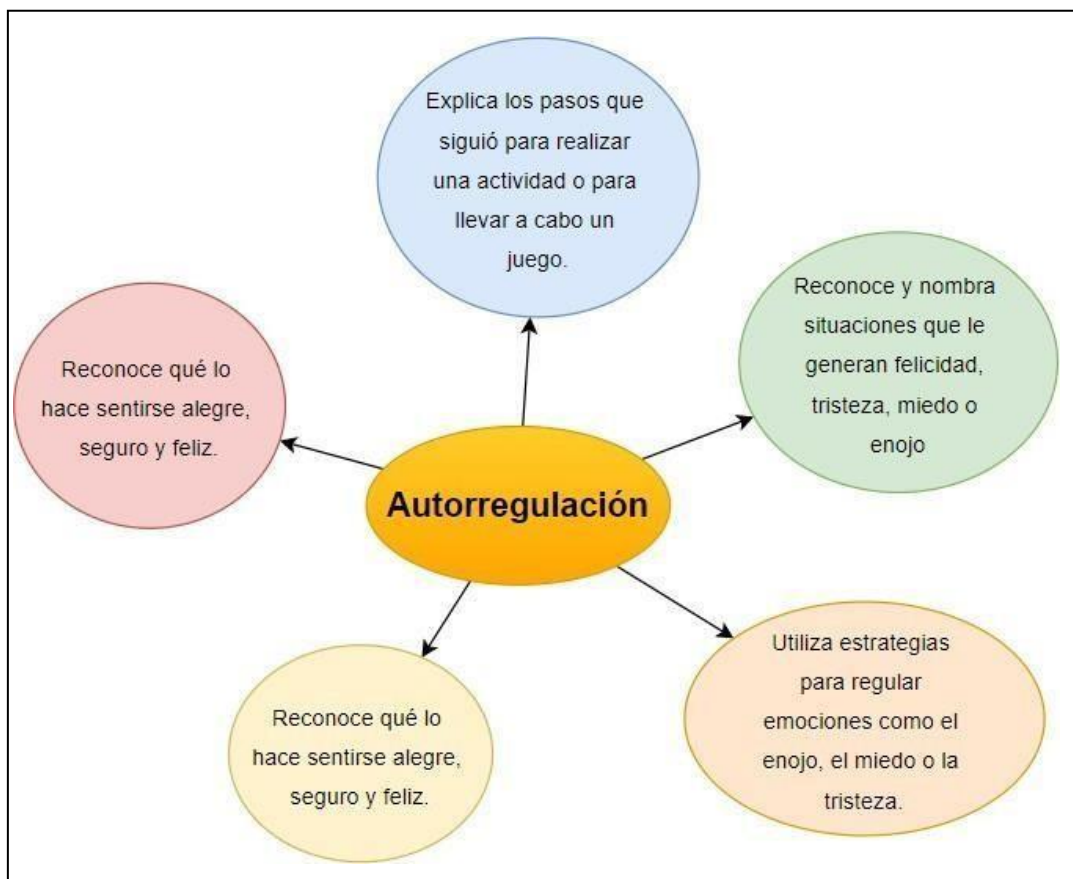 Explica los pasos que
siguió para realizar
una actividad o para
llevar a cabo un
juego.
Reconoce y nombra
situaciones que le
generan felicidad,
tristeza, miedo o
enojo
Reconoce qué lo
hace sentirse alegre,
seguro y feliz.
Autorregulación
Utiliza estrategias
para regular
emociones como el
enojo, el miedo o la
tristeza.
Reconoce qué lo
hace sentirse alegre,
seguro y feliz.